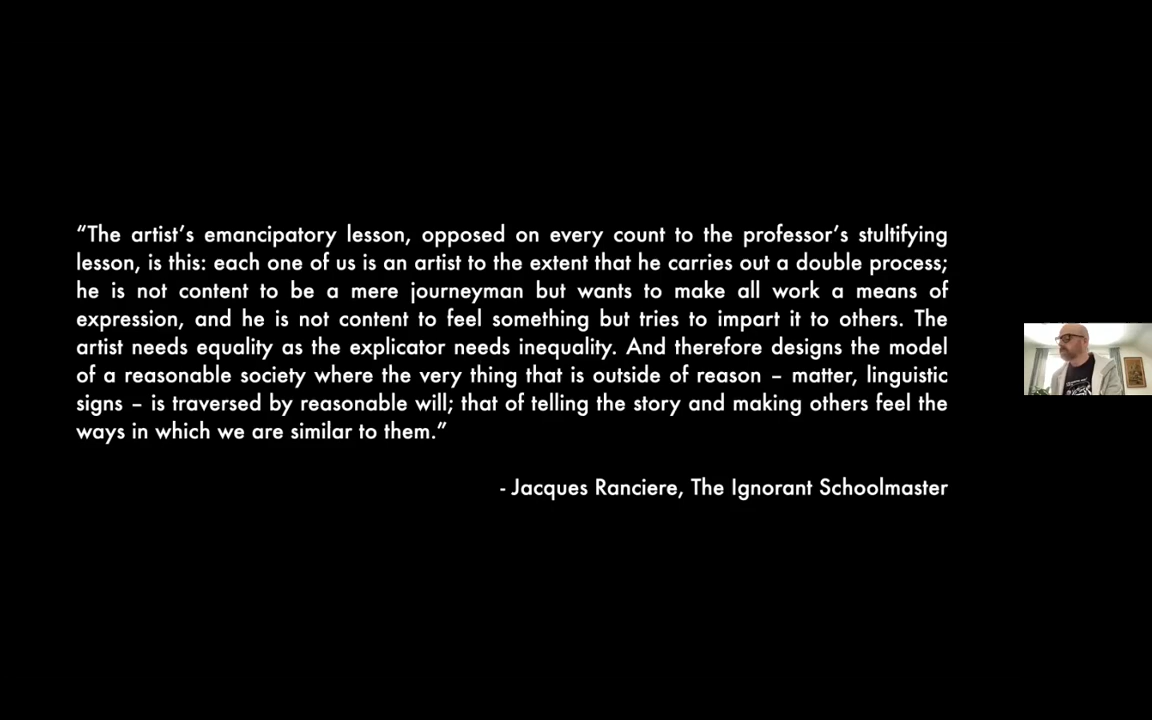 “The artist’s emancipatory lesson, opposed on every count to the professor’s stultifying
lesson, is this: each one of us is an artist to the extent that he carries out a double process;
he is not content to be a mere journeyman but wants to make all work a means of
expression, and he is not content to feel something but tries to impart it to others. The
artist needs equality as the explicator needs inequality. And therefore designs the model
of a reasonable society where the very thing that is outside of reason – matter, linguistic
signs – is traversed by reasonable will; that of telling the story and making others feel the
ways in which we are similar to them.”
- Jacques Ranciere, The Ignorant Schoolmaster